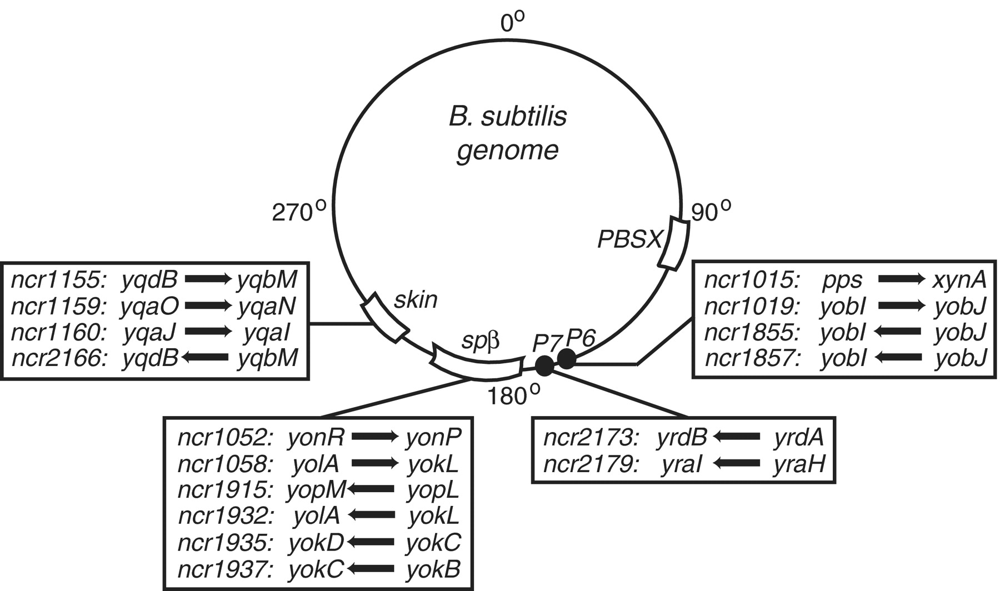 0°
B. subtilis
genome
270°
90°
PBSX
skin
spβ
P7
P6
180°
ncr1155: yqdB → yqbM
ncr1159: yqaO → yqaN
ncr1160: yqaJ → yqaI
ncr2166: yqdB ← yqbM
ncr1015: pps → xynA
ncr1019: yobI → yobJ
ncr1855: yobI ← yobJ
ncr1857: yobI ← yobJ
ncr1052: yonR → yonP
ncr1058: yolA → yokL
ncr1915: yopM ← yopL
ncr1932: yolA ← yokL
ncr1935: yokD ← yokC
ncr1937: yokC ← yokB
ncr2173: yrdB ← yrdA
ncr2179: yraI ← yraH